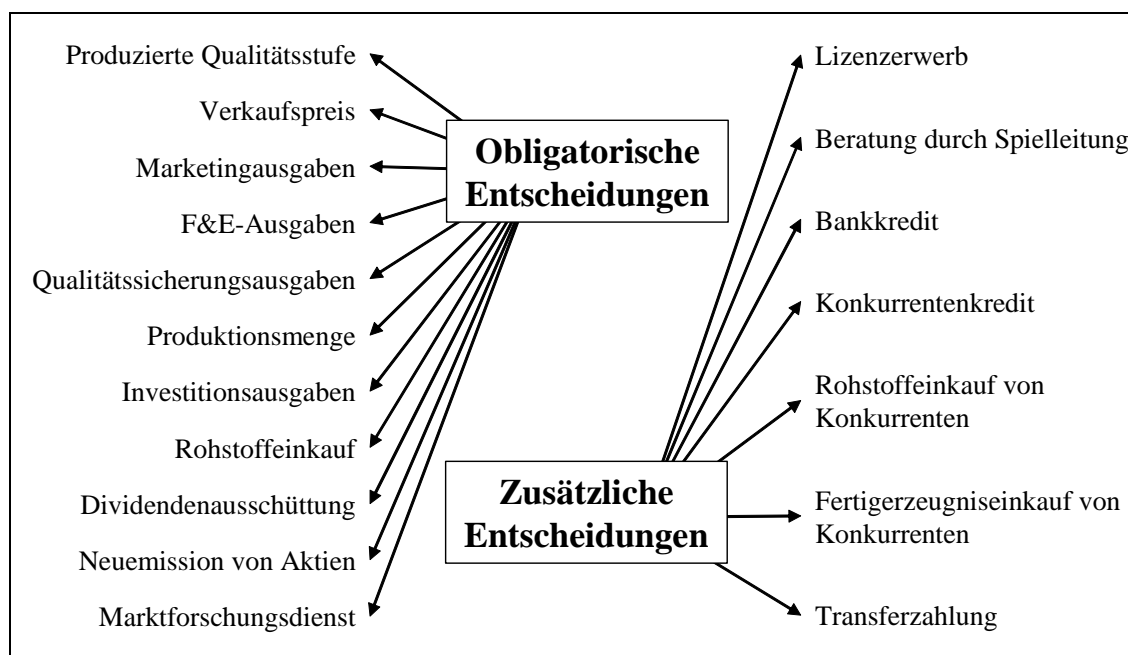 Produzierte Qualitätsstufe
Verkaufspreis
Marketingausgaben
F&E-Ausgaben
Qualitätssicherungsausgaben
Produktionsmenge
Investitionsausgaben
Rohstoffeinkauf
Dividendenausschüttung
Neuemission von Aktien
Marktforschungsdienst
Obligatorische
Entscheidungen
Zusätzliche
Entscheidungen
Lizenzerwerb
Beratung durch Spielleitung
Bankkredit
Konkurrentenkredit
Rohstoffeinkauf von
Konkurrenten
Fertigerzeugniseinkauf von
Konkurrenten
Transferzahlung